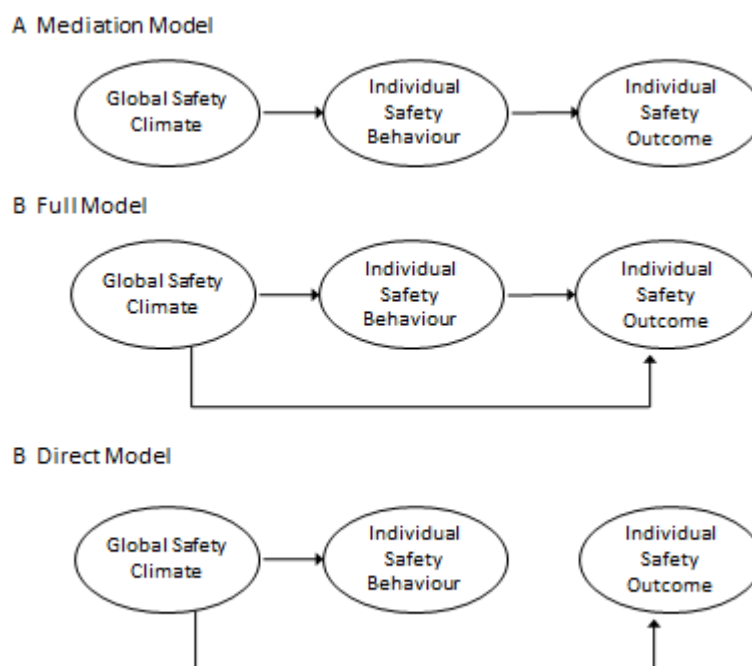 A Mediation Model
Global Safety
Climate
Individual
Safety
Behaviour
Individual
Safety
Outcome
B Full Model
Global Safety
Climate
Individual
Safety
Behaviour
Individual
Safety
Outcome
B Direct Model
Global Safety
Climate
Individual
Safety
Behaviour
Individual
Safety
Outcome